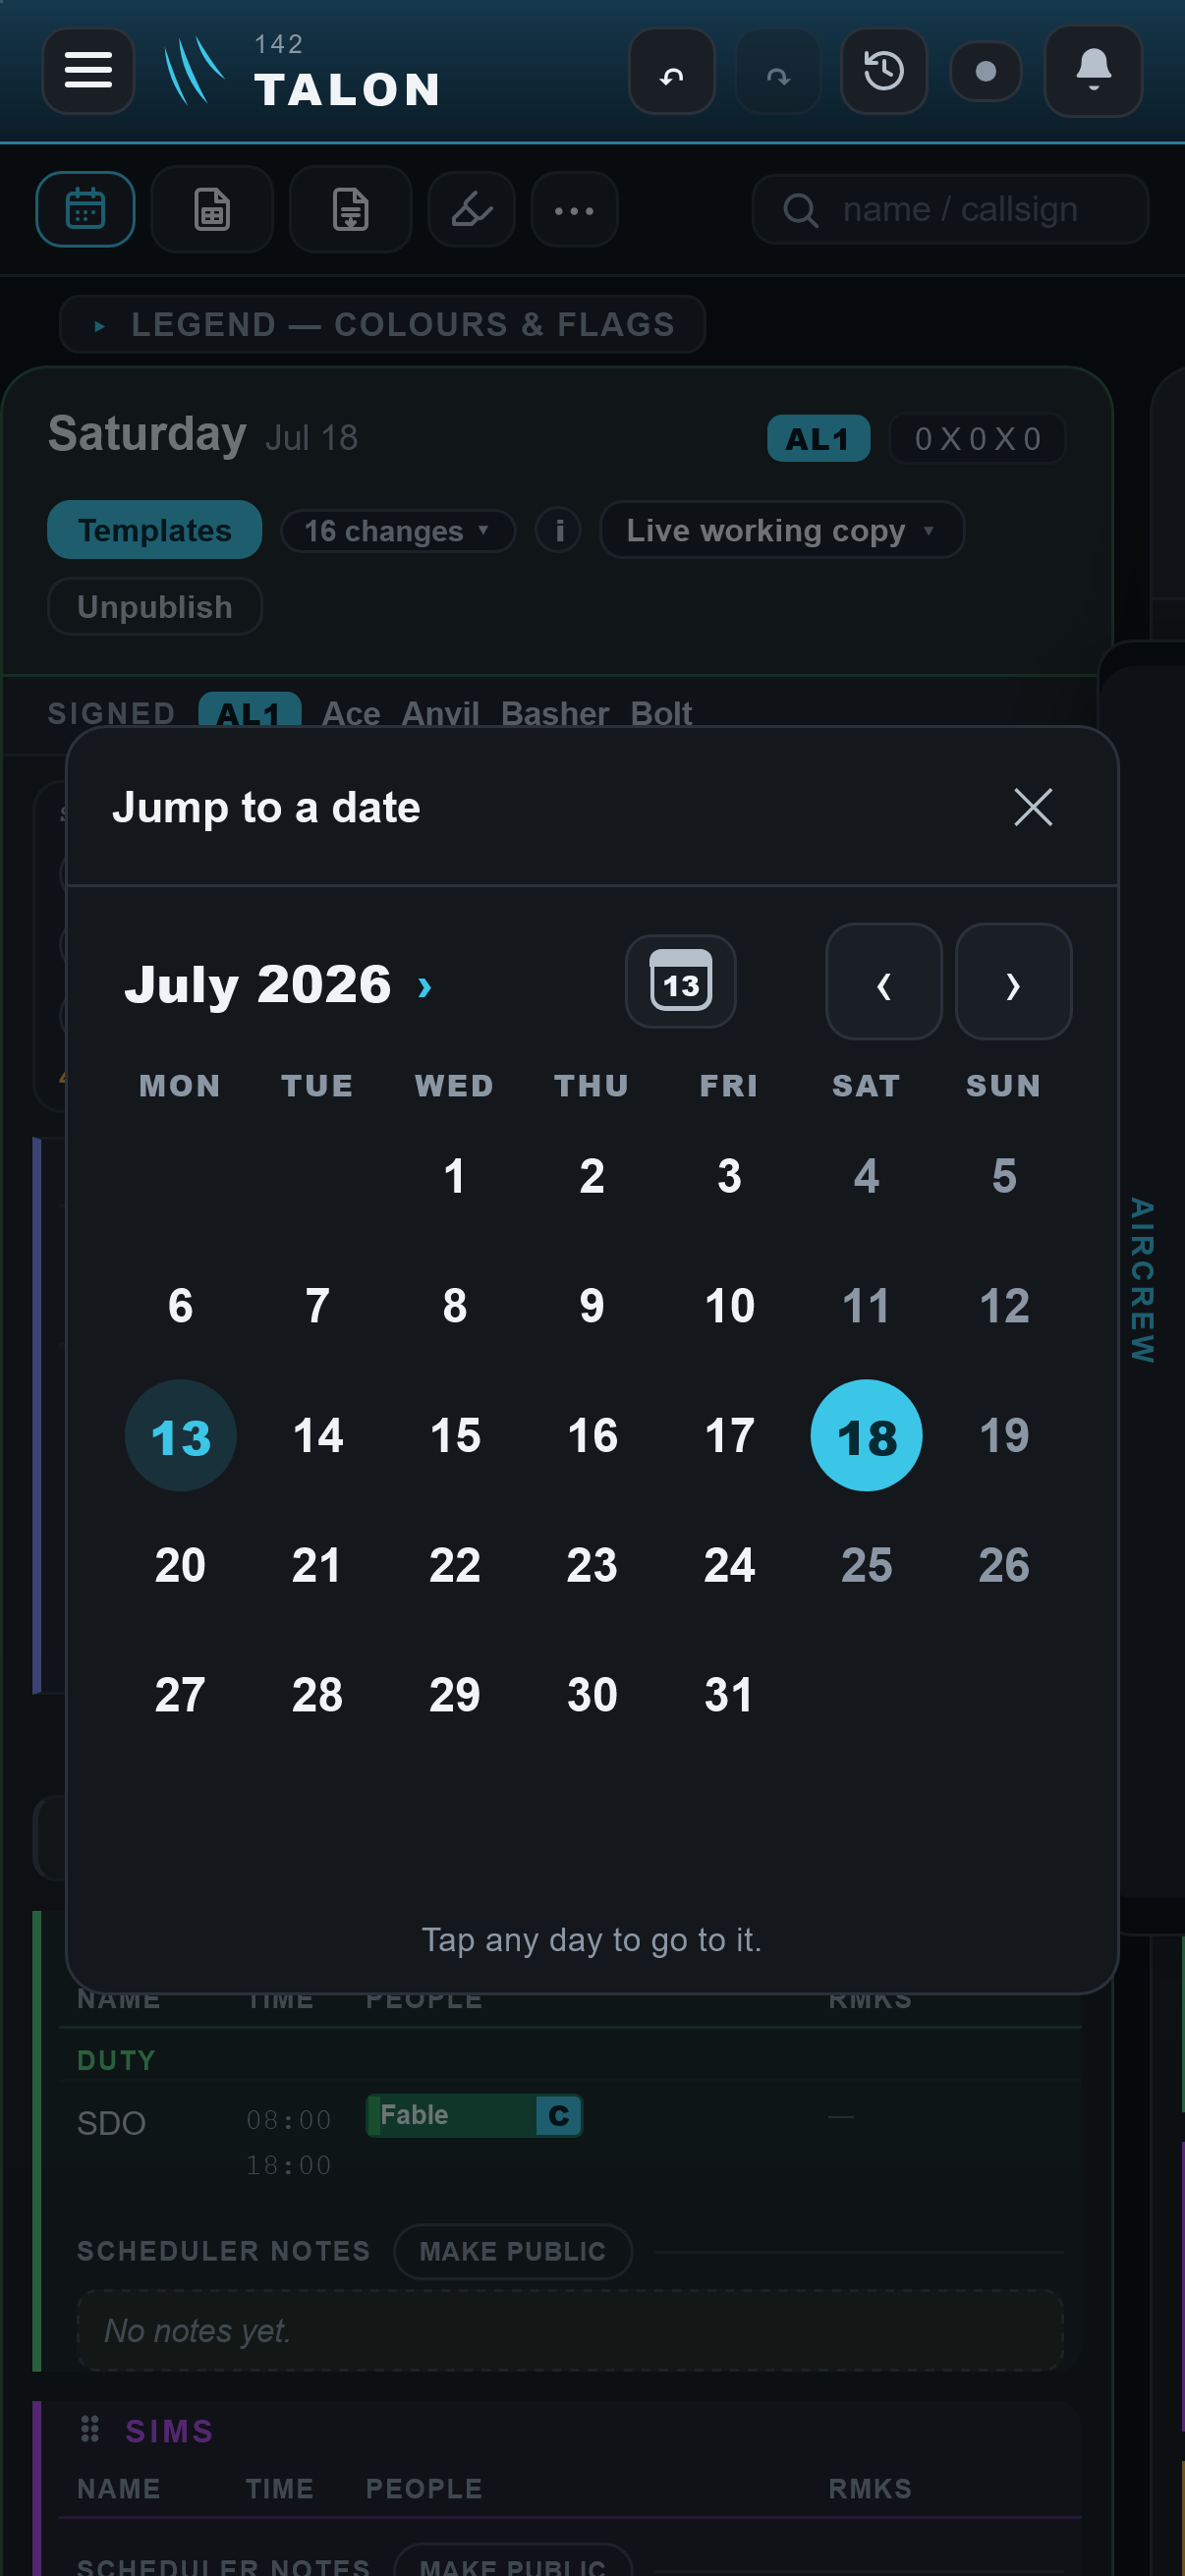 142
TALON
name / callsign
LEGEND — COLOURS & FLAGS
Saturday Jul 18 AL1 0 X 0 X 0
Templates 16 changes i Live working copy
Unpublish
SIGNED AL1 Ace Anvil Basher Bolt
Jump to a date
July 2026 › 13 ‹ ›
MON TUE WED THU FRI SAT SUN
1 2 3 4 5
6 7 8 9 10 11 12
13 14 15 16 17 18 19
20 21 22 23 24 25 26
27 28 29 30 31
Tap any day to go to it.
AIRCREW
NAME TIME PEOPLE RMKS
DUTY
SDO 08:00 Fable C —
18:00
SCHEDULER NOTES MAKE PUBLIC
No notes yet.
SIMS
NAME TIME PEOPLE RMKS
SCHEDULER NOTES MAKE PUBLIC